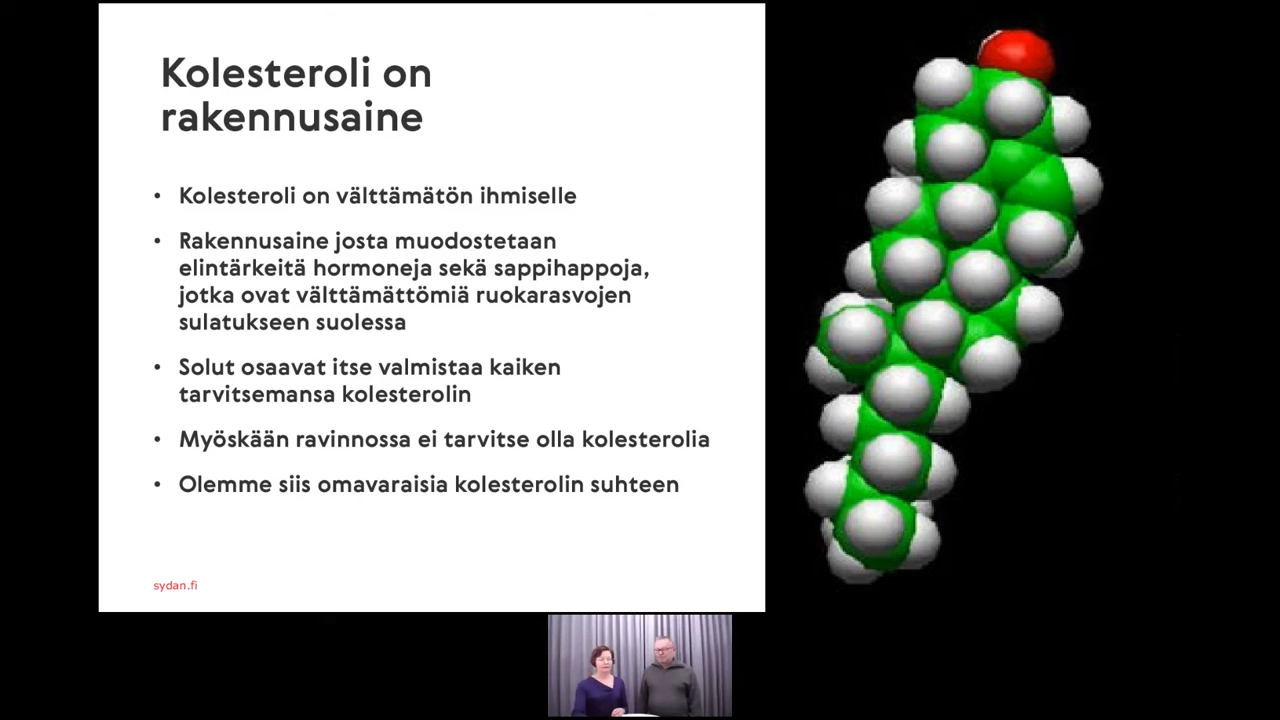 Kolesteroli on
rakennusaine
• Kolesteroli on välttämätön ihmiselle
• Rakennusaine josta muodostetaan
elintärkeitä hormoneja sekä sappihappoja,
jotka ovat välttämättömiä ruokarasvojen
sulatukseen suolessa
• Solut osaavat itse valmistaa kaiken
tarvitsemansa kolesterolin
• Myöskään ravinnossa ei tarvitse olla kolesterolia
• Olemme siis omavaraisia kolesterolin suhteen
sydan.fi